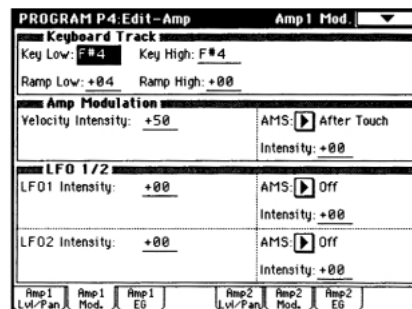 PROGRAM P4:Edit-Amp Amp1 Mod.
Keyboard Track
Key Low: F#4 Key High: F#4
Ramp Low: +04 Ramp High: +00
Amp Modulation
Velocity Intensity: +50 AMS: After Touch
Intensity: +00
LFO 1/2
LFO1 Intensity: +00 AMS: Off
Intensity: +00
LFO2 Intensity: +00 AMS: Off
Intensity: +00
Amp1 Lvl/Pan Amp1 Mod. Amp1 EG Amp2 Lvl/Pan Amp2 Mod. Amp2 EG